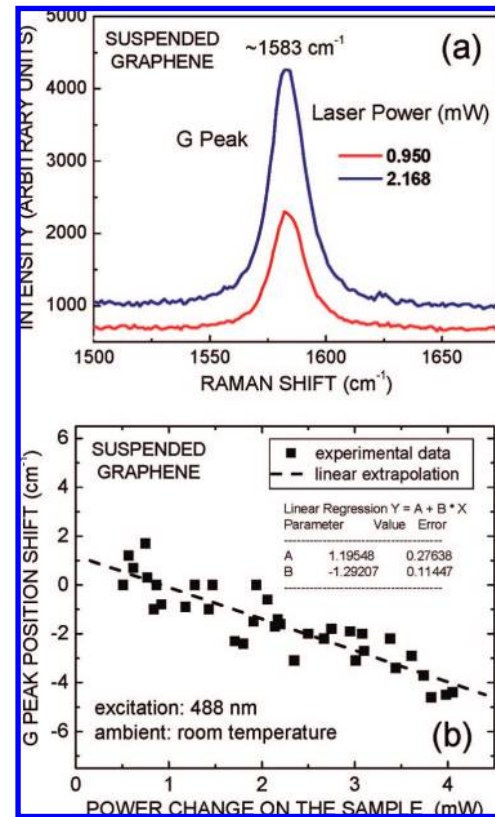 SUSPENDED
GRAPHENE
~1583 cm⁻¹
(a)
G Peak
Laser Power (mW)
0.950
2.168
INTENSITY (ARBITRARY UNITS)
5000
4000
3000
2000
1000
1500 1550 1600 1650
RAMAN SHIFT (cm⁻¹)
SUSPENDED
GRAPHENE
experimental data
linear extrapolation
Linear Regression Y = A + B * X
Parameter Value Error
A 1.19548 0.27638
B -1.29207 0.11447
G PEAK POSITION SHIFT (cm⁻¹)
6
4
2
0
-2
-4
-6
excitation: 488 nm
ambient: room temperature
(b)
0 1 2 3 4
POWER CHANGE ON THE SAMPLE (mW)